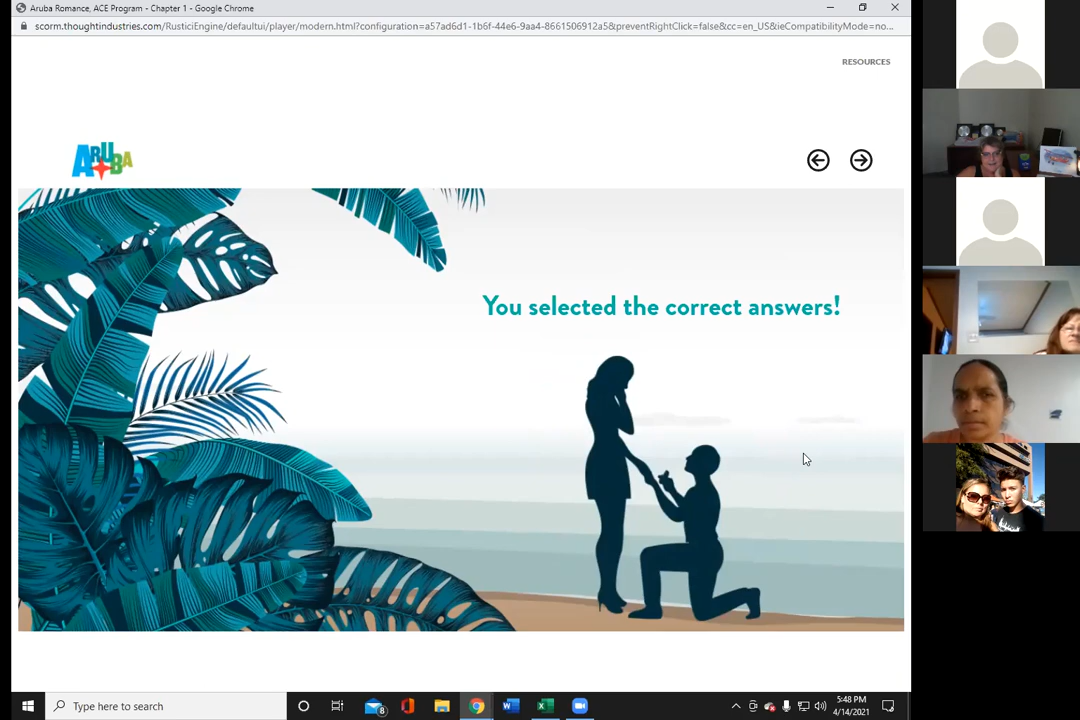 Aruba Romance, ACE Program - Chapter 1 - Google Chrome
scorm.thoughtindustries.com/RusticiEngine/defaultui/player/modern.html?configuration=a57ad6d1-1b6f-44e6-9aa4-8661506912a5&preventRightClick=false&cc=en_US&ieCompatibilityMode=no...
RESOURCES
ARUBA
You selected the correct answers!
Type here to search
8
5:48 PM
4/14/2021